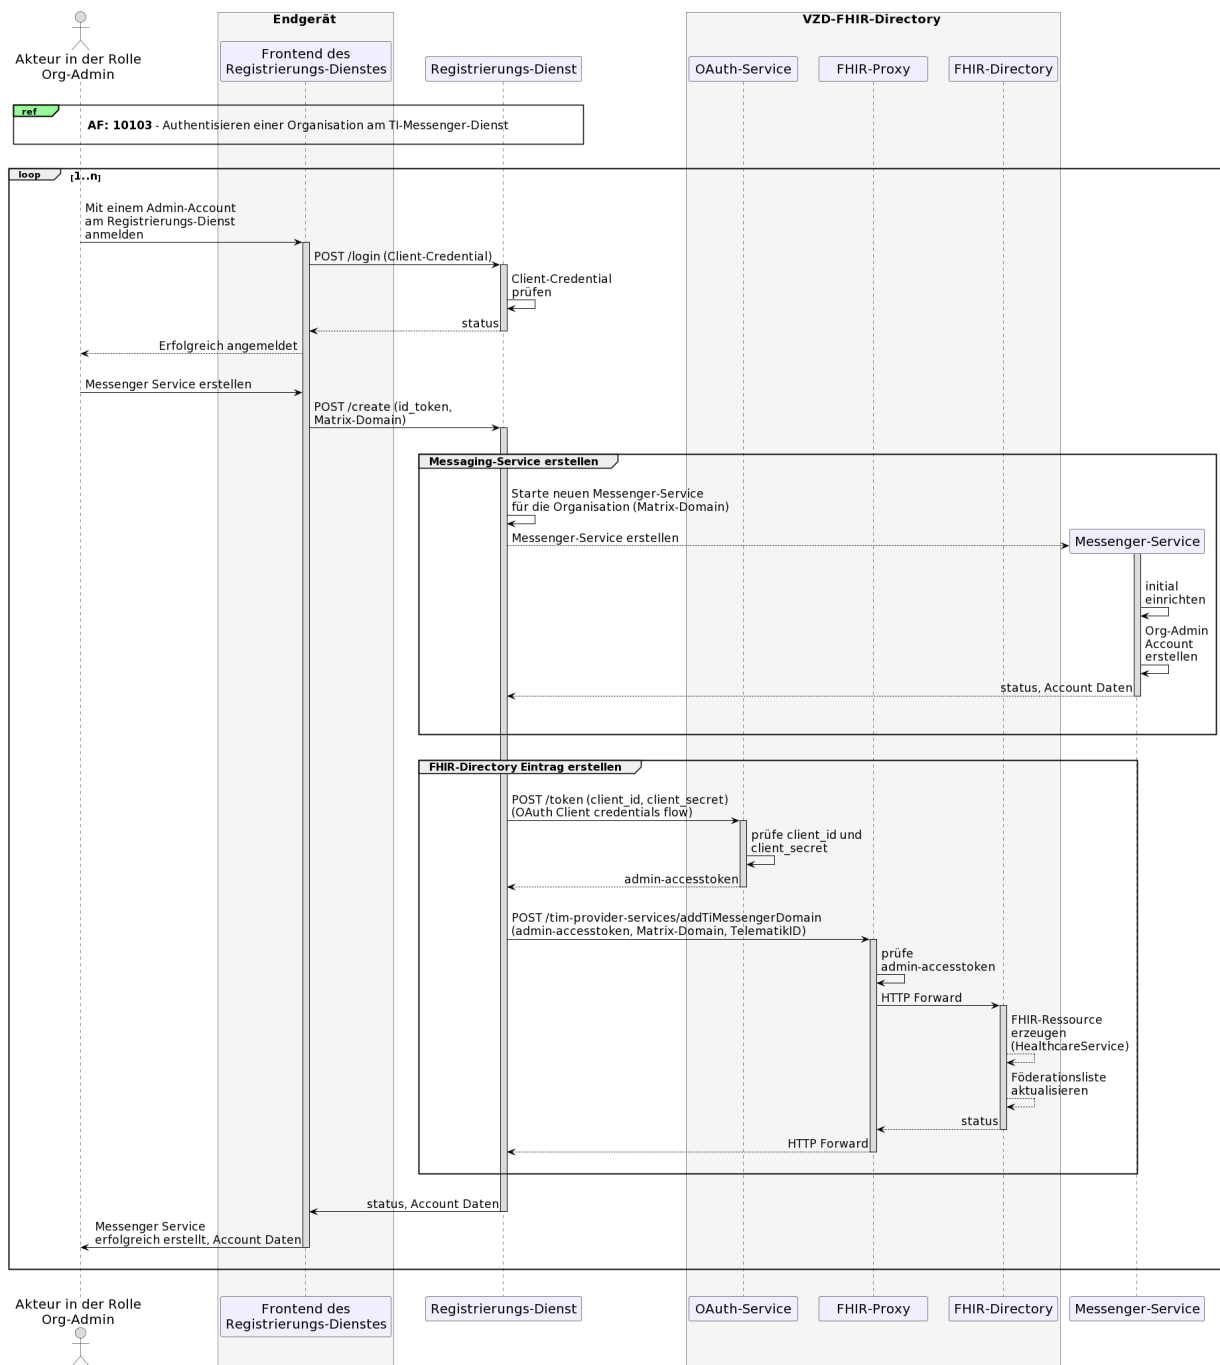 Endgerät
VZD-FHIR-Directory
Akteur in der Rolle
Org-Admin
Frontend des
Registrierungs-Dienstes
Registrierungs-Dienst
OAuth-Service
FHIR-Proxy
FHIR-Directory
ref
AF: 10103 - Authentisieren einer Organisation am TI-Messenger-Dienst
loop
[1..n]
Mit einem Admin-Account
am Registrierungs-Dienst
anmelden
POST /login (Client-Credential)
Client-Credential
prüfen
status
Erfolgreich angemeldet
Messenger Service erstellen
POST /create (id_token,
Matrix-Domain)
Messaging-Service erstellen
Starte neuen Messenger-Service
für die Organisation (Matrix-Domain)
Messenger-Service erstellen
Messenger-Service
initial
einrichten
Org-Admin
Account
erstellen
status, Account Daten
FHIR-Directory Eintrag erstellen
POST /token (client_id, client_secret)
(OAuth Client credentials flow)
prüfe client_id und
client_secret
admin-accesstoken
POST /tim-provider-services/addTiMessengerDomain
(admin-accesstoken, Matrix-Domain, TelematikID)
prüfe
admin-accesstoken
HTTP Forward
FHIR-Ressource
erzeugen
(HealthcareService)
Föderationsliste
aktualisieren
status
HTTP Forward
status, Account Daten
Messenger Service
erfolgreich erstellt, Account Daten
Akteur in der Rolle
Org-Admin
Frontend des
Registrierungs-Dienstes
Registrierungs-Dienst
OAuth-Service
FHIR-Proxy
FHIR-Directory
Messenger-Service